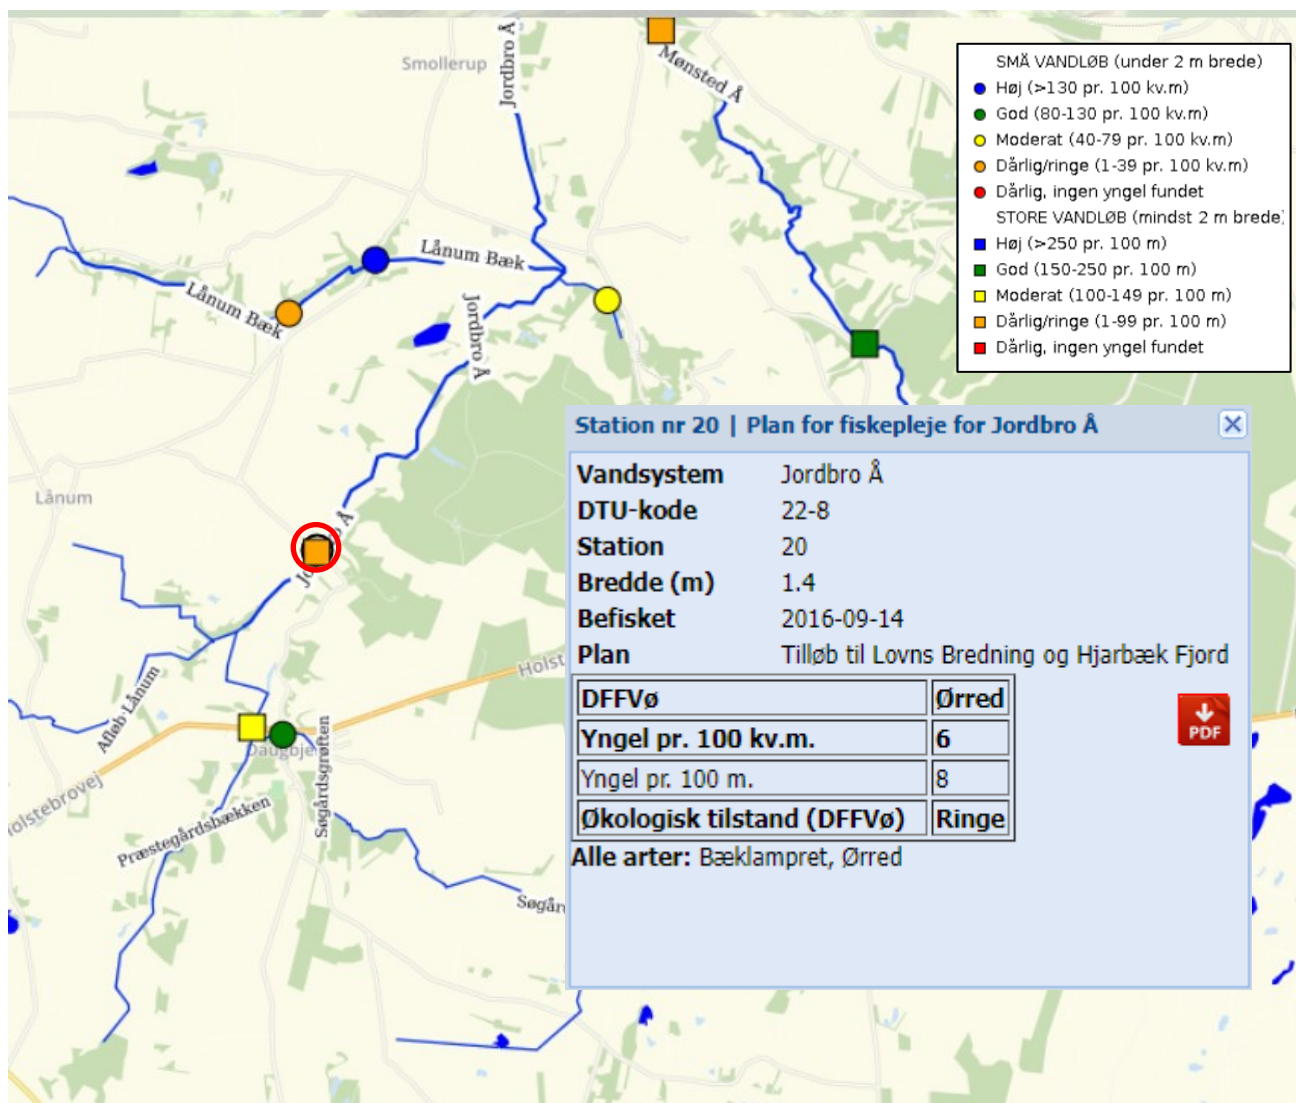 Smollerup
Jordbro Å
Mønsted Å
SMÅ VANDLØB (under 2 m brede)
Høj (>130 pr. 100 kv.m)
God (80-130 pr. 100 kv.m)
Moderat (40-79 pr. 100 kv.m)
Dårlig/ringe (1-39 pr. 100 kv.m)
Dårlig, ingen yngel fundet
STORE VANDLØB (mindst 2 m brede)
Høj (>250 pr. 100 m)
God (150-250 pr. 100 m)
Moderat (100-149 pr. 100 m)
Dårlig/ringe (1-99 pr. 100 m)
Dårlig, ingen yngel fundet
Lånum Bæk
Lånum Bæk
Jordbro Å
Station nr 20 | Plan for fiskepleje for Jordbro Å
Vandsystem Jordbro Å
DTU-kode 22-8
Station 20
Bredde (m) 1.4
Befisket 2016-09-14
Plan Tilløb til Lovns Bredning og Hjarbæk Fjord
DFFVø Ørred
Yngel pr. 100 kv.m. 6
Yngel pr. 100 m. 8
Økologisk tilstand (DFFVø) Ringe
Alle arter: Bæklampret, Ørred
PDF
Lånum
Jo Å
Holst
Afløb Lånum
Daugbje
Søgårdsgrøften
olstebrovej
Præstegårdsbækken
Søgår